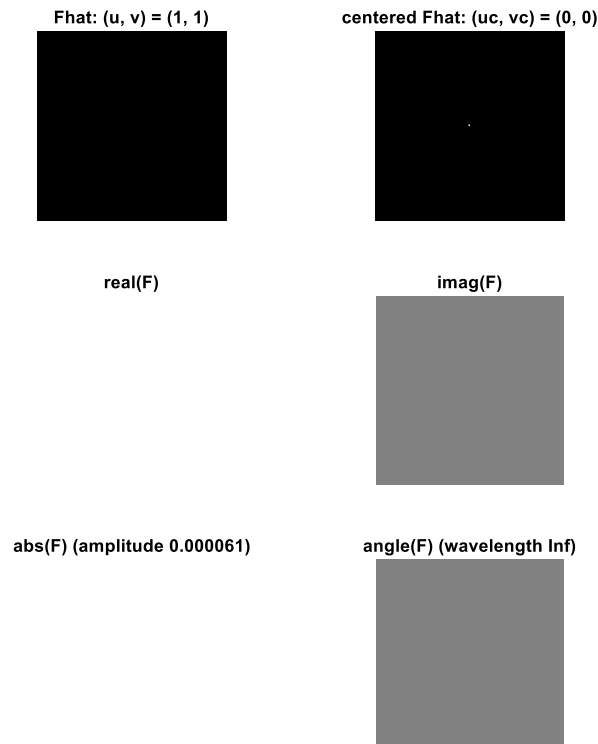 Fhat: (u, v) = (1, 1)
centered Fhat: (uc, vc) = (0, 0)
real(F)
imag(F)
abs(F) (amplitude 0.000061)
angle(F) (wavelength Inf)